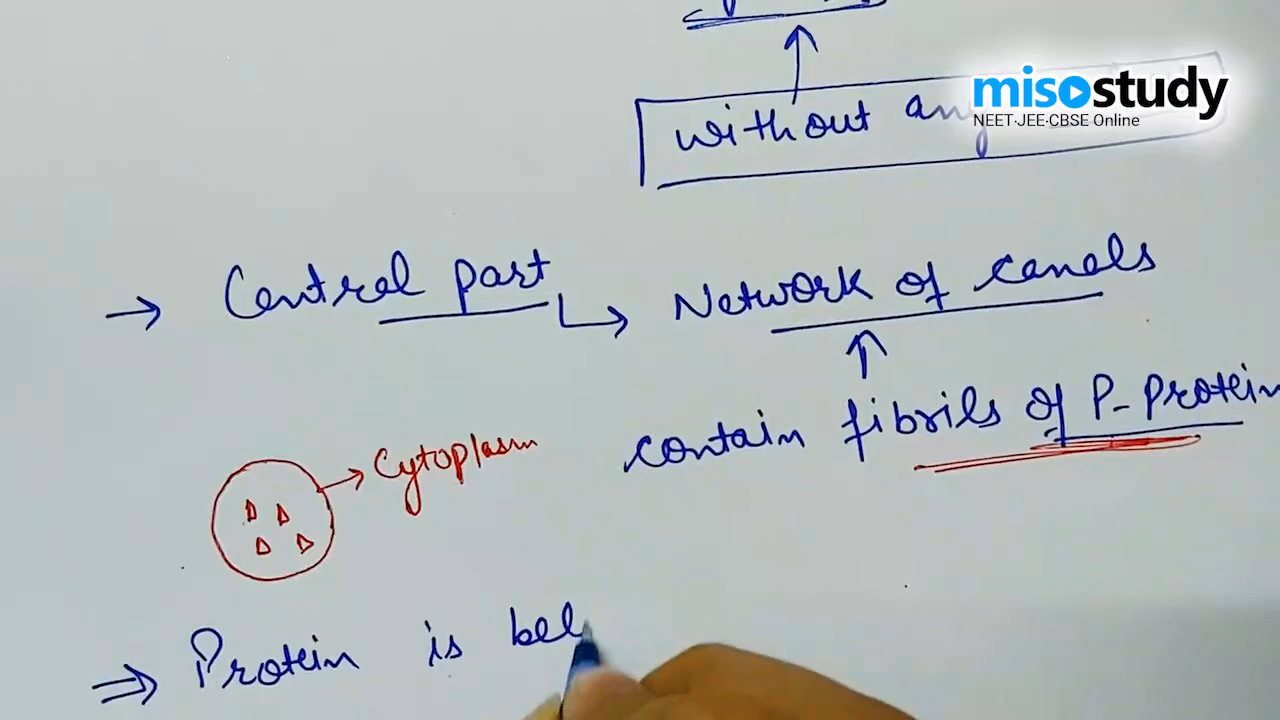 misostudy
NEET-JEE-CBSE Online
without any
→ Central part → Network of canals
contain fibrils of P-Protein
Cytoplasm
⇒ Protein is bel